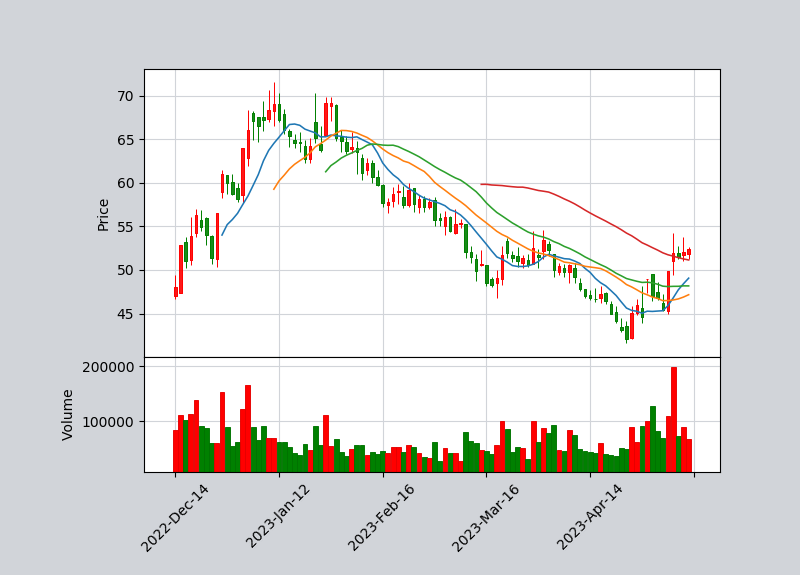 Price
70
65
60
55
50
45
Volume
200000
100000
2022-Dec-14
2023-Jan-12
2023-Feb-16
2023-Mar-16
2023-Apr-14